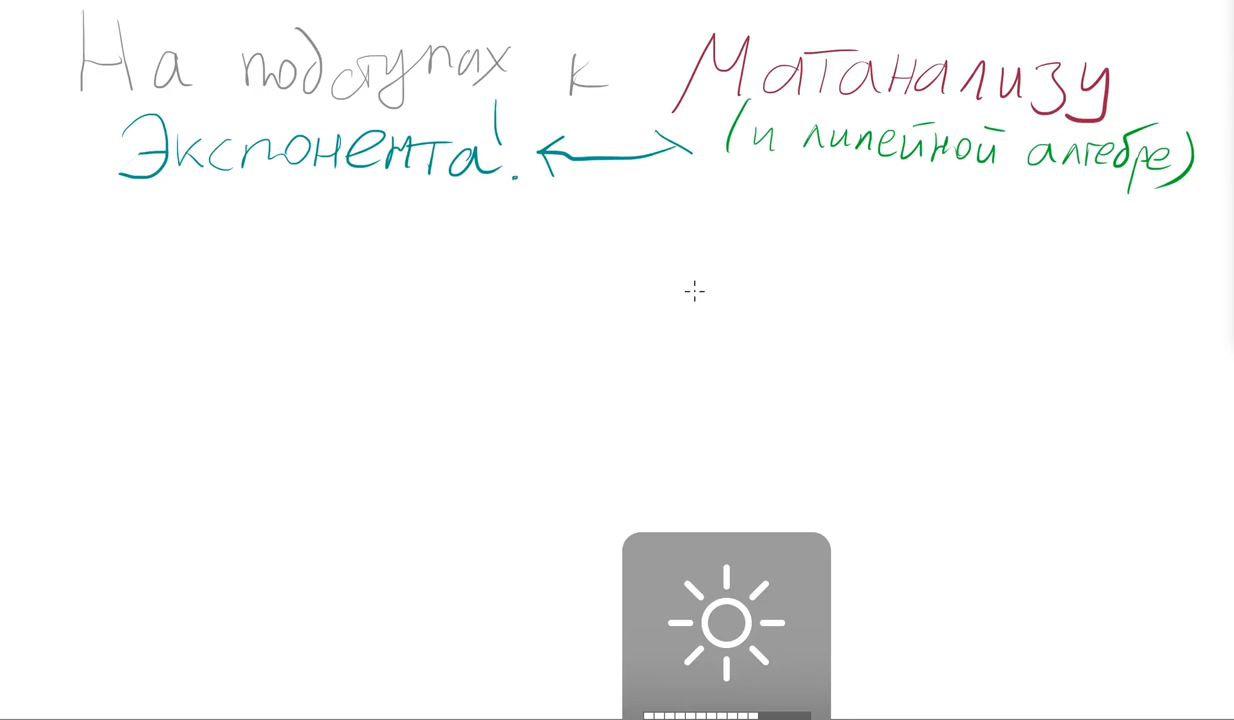 На подступах к Матанализу
Экспонента! (и линейной алгебре)